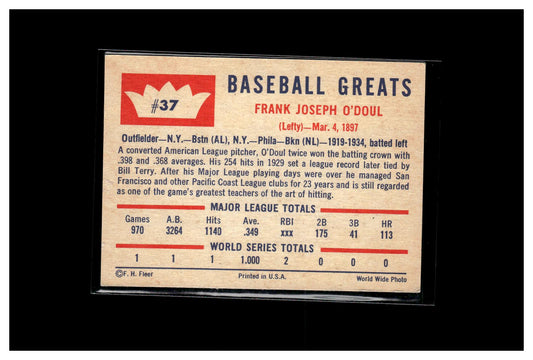 #37
BASEBALL GREATS
FRANK JOSEPH O'DOUL
(Lefty)—Mar. 4, 1897
Outfielder—N.Y.—Bstn (AL), N.Y.—Phila—Bkn (NL)—1919-1934, batted left
A converted American League pitcher, O'Doul twice won the batting crown with
.398 and .368 averages. His 254 hits in 1929 set a league record later tied by
Bill Terry. After his Major League playing days were over he managed San
Francisco and other Pacific Coast League clubs for 23 years and is still regarded
as one of the game's greatest teachers of the art of hitting.
MAJOR LEAGUE TOTALS
Games A.B. Hits Ave. RBI 2B 3B HR
970 3264 1140 .349 xxx 175 41 113
WORLD SERIES TOTALS
1 1 1 1.000 2 0 0 0
©F. H. Fleer Printed in U.S.A. World Wide Photo